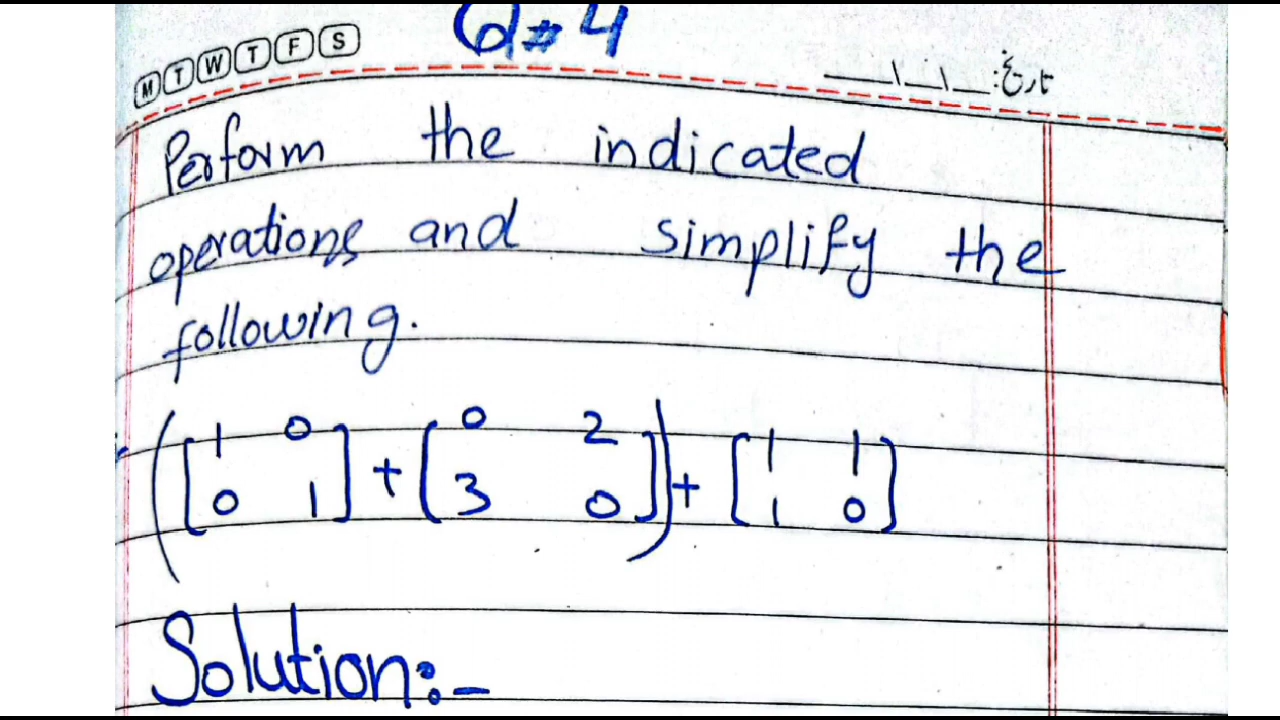 Q#4
M T W T F S
تاریخ: __\__\__
Perform the indicated
operations and simplify the
following.
([1 0] + [0 2]) + [1 1]
([0 1] + [3 0]) + [1 0]
Solution:-